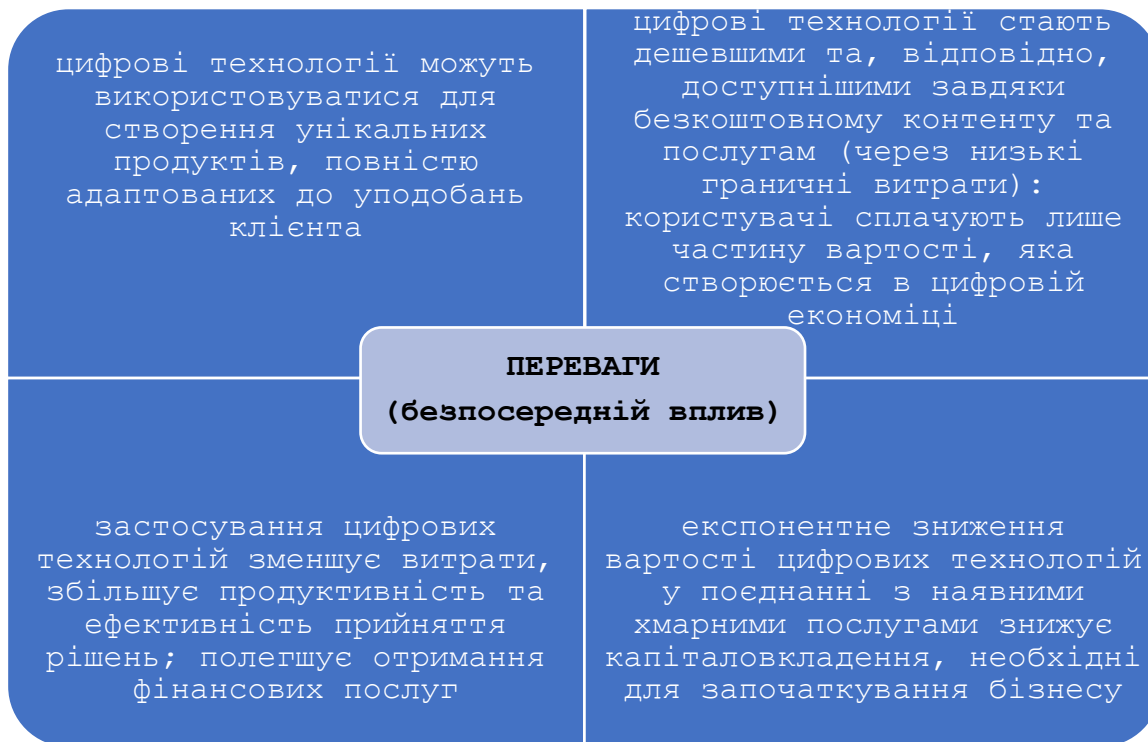 цифрові технології можуть
використовуватися для
створення унікальних
продуктів, повністю
адаптованих до уподобань
клієнта
цифрові технології стають
дешевшими та, відповідно,
доступнішими завдяки
безкоштовному контенту та
послугам (через низькі
граничні витрати):
користувачі сплачують лише
частину вартості, яка
створюється в цифровій
економіці
ПЕРЕВАГИ
(безпосередній вплив)
застосування цифрових
технологій зменшує витрати,
збільшує продуктивність та
ефективність прийняття
рішень; полегшує отримання
фінансових послуг
експонентне зниження
вартості цифрових технологій
у поєднанні з наявними
хмарними послугами знижує
капіталовкладення, необхідні
для започаткування бізнесу